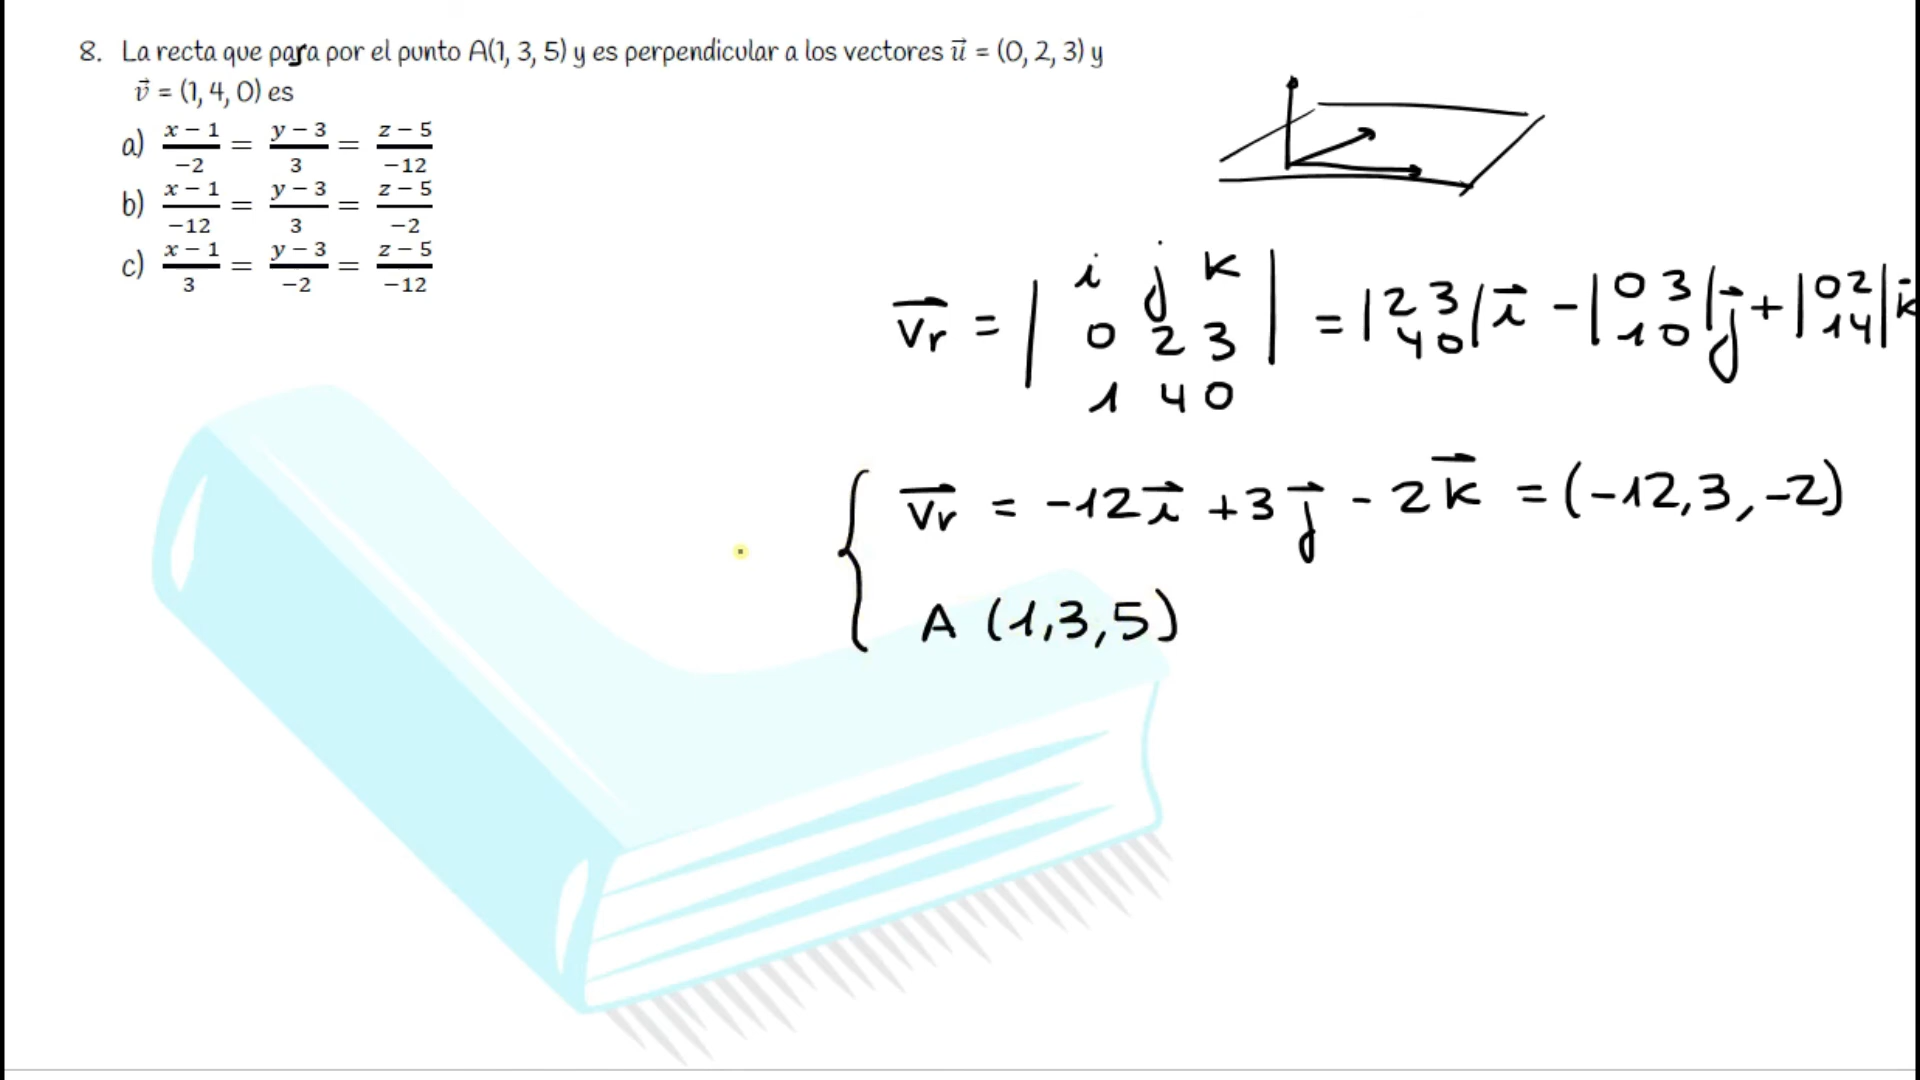 8. La recta que para por el punto A(1, 3, 5) y es perpendicular a los vectores u⃗ = (0, 2, 3) y
v⃗ = (1, 4, 0) es
a) (x − 1)/−2 = (y − 3)/3 = (z − 5)/−12
b) (x − 1)/−12 = (y − 3)/3 = (z − 5)/−2
c) (x − 1)/3 = (y − 3)/−2 = (z − 5)/−12
v⃗r = | i j k ; 0 2 3 ; 1 4 0 | = | 2 3 ; 4 0 | i⃗ − | 0 3 ; 1 0 | j⃗ + | 0 2 ; 1 4 | k
v⃗r = -12 i⃗ + 3 j⃗ - 2 k⃗ = (-12, 3, -2)
A (1, 3, 5)